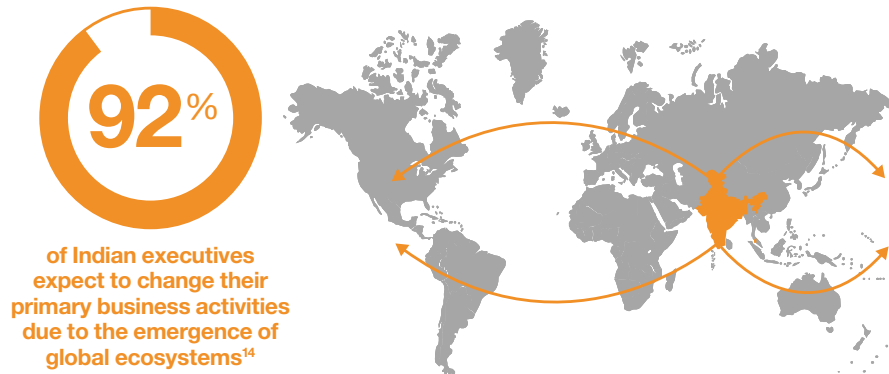 92%
of Indian executives
expect to change their
primary business activities
due to the emergence of
global ecosystems14